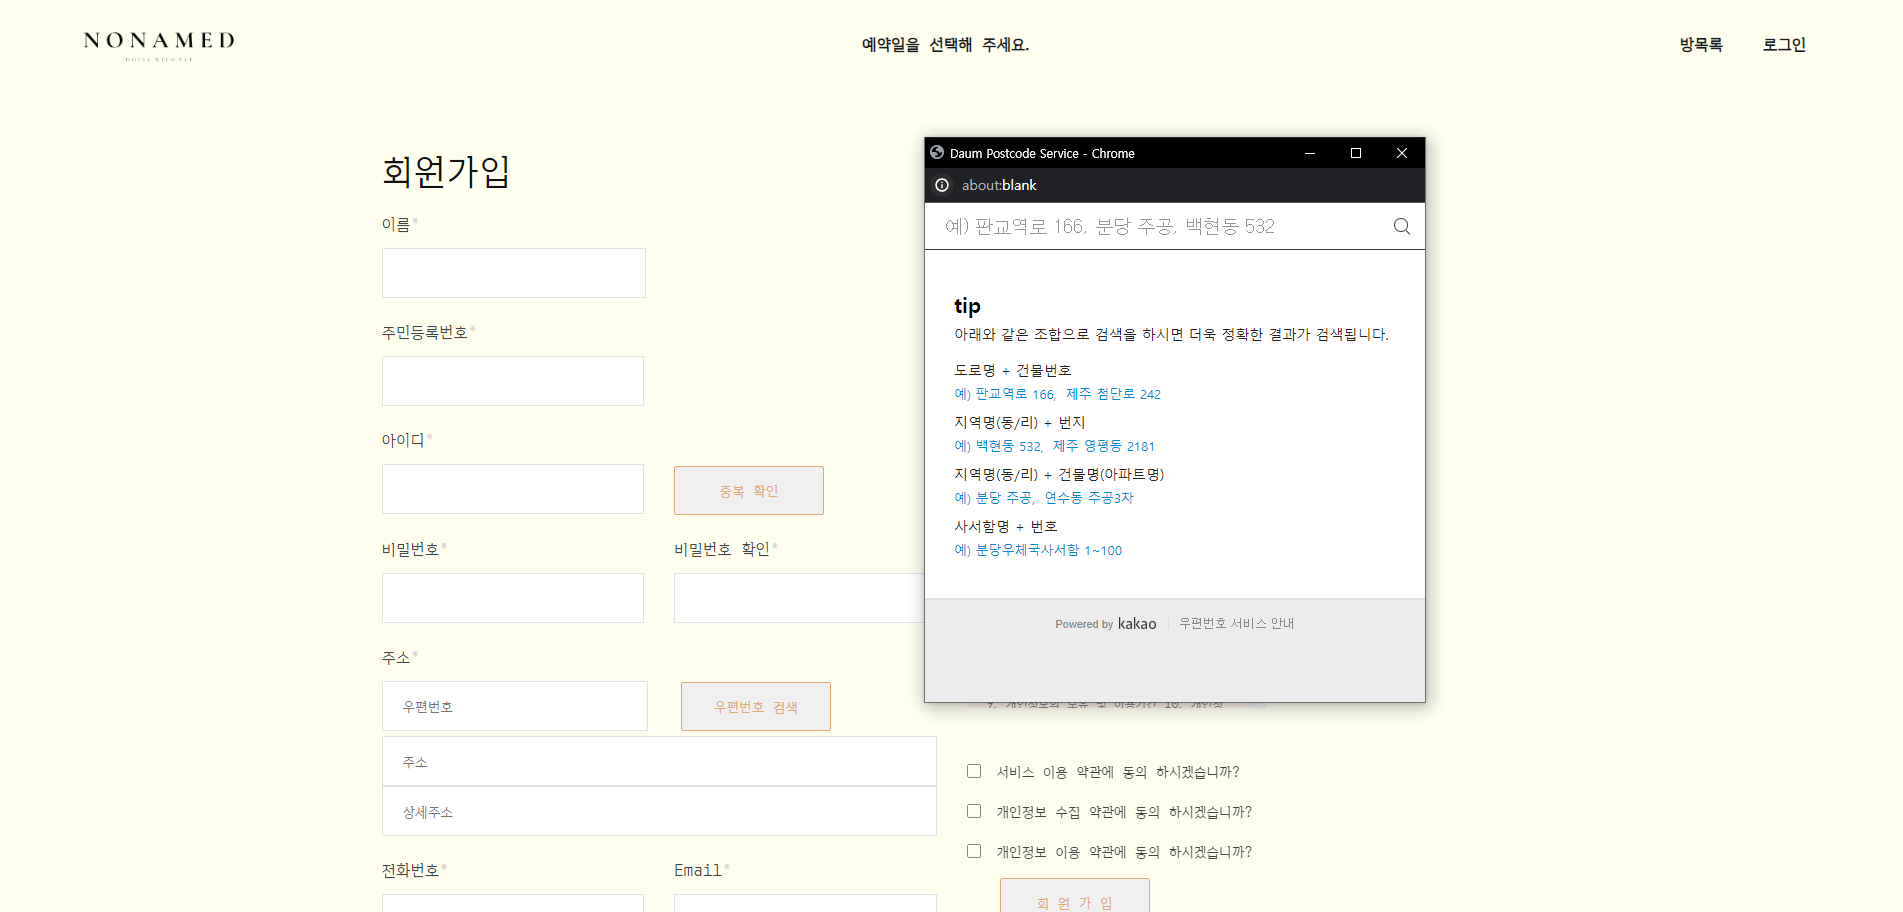 NONAMED
HOTEL WITH PET
예약일을 선택해 주세요.
방목록
로그인
회원가입
이름*
주민등록번호*
아이디*
중복 확인
비밀번호*
비밀번호 확인*
주소*
우편번호
우편번호 검색
주소
상세주소
전화번호*
Email*
Daum Postcode Service - Chrome
about:blank
예) 판교역로 166, 분당 주공, 백현동 532
tip
아래와 같은 조합으로 검색을 하시면 더욱 정확한 결과가 검색됩니다.
도로명 + 건물번호
예) 판교역로 166, 제주 첨단로 242
지역명(동/리) + 번지
예) 백현동 532, 제주 영평동 2181
지역명(동/리) + 건물명(아파트명)
예) 분당 주공, 연수동 주공3차
사서함명 + 번호
예) 분당우체국사서함 1~100
Powered by kakao
우편번호 서비스 안내
서비스 이용 약관에 동의 하시겠습니까?
개인정보 수집 약관에 동의 하시겠습니까?
개인정보 이용 약관에 동의 하시겠습니까?
회 원 가 입